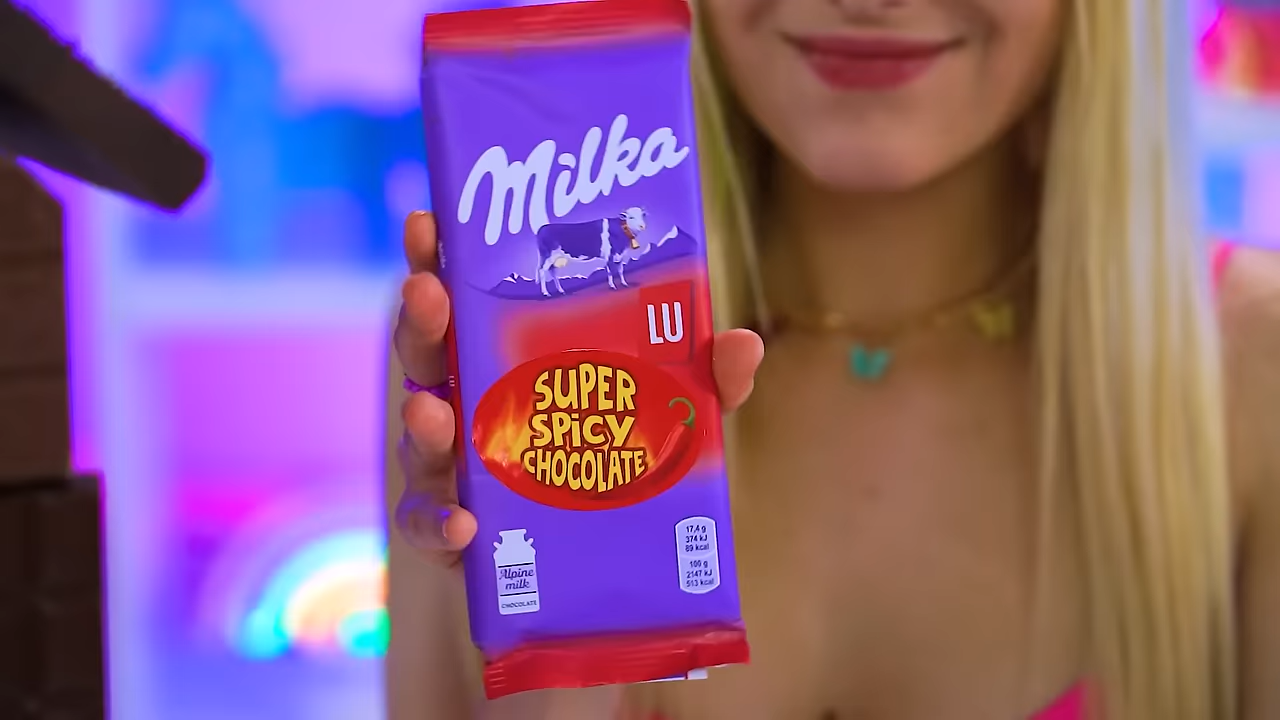 Milka
LU
SUPER
SPiCY
CHOCOLATE
Alpine
milk
CHOCOLATE
17,4 g
374 kJ
89 kcal
100 g
2147 kJ
513 kcal